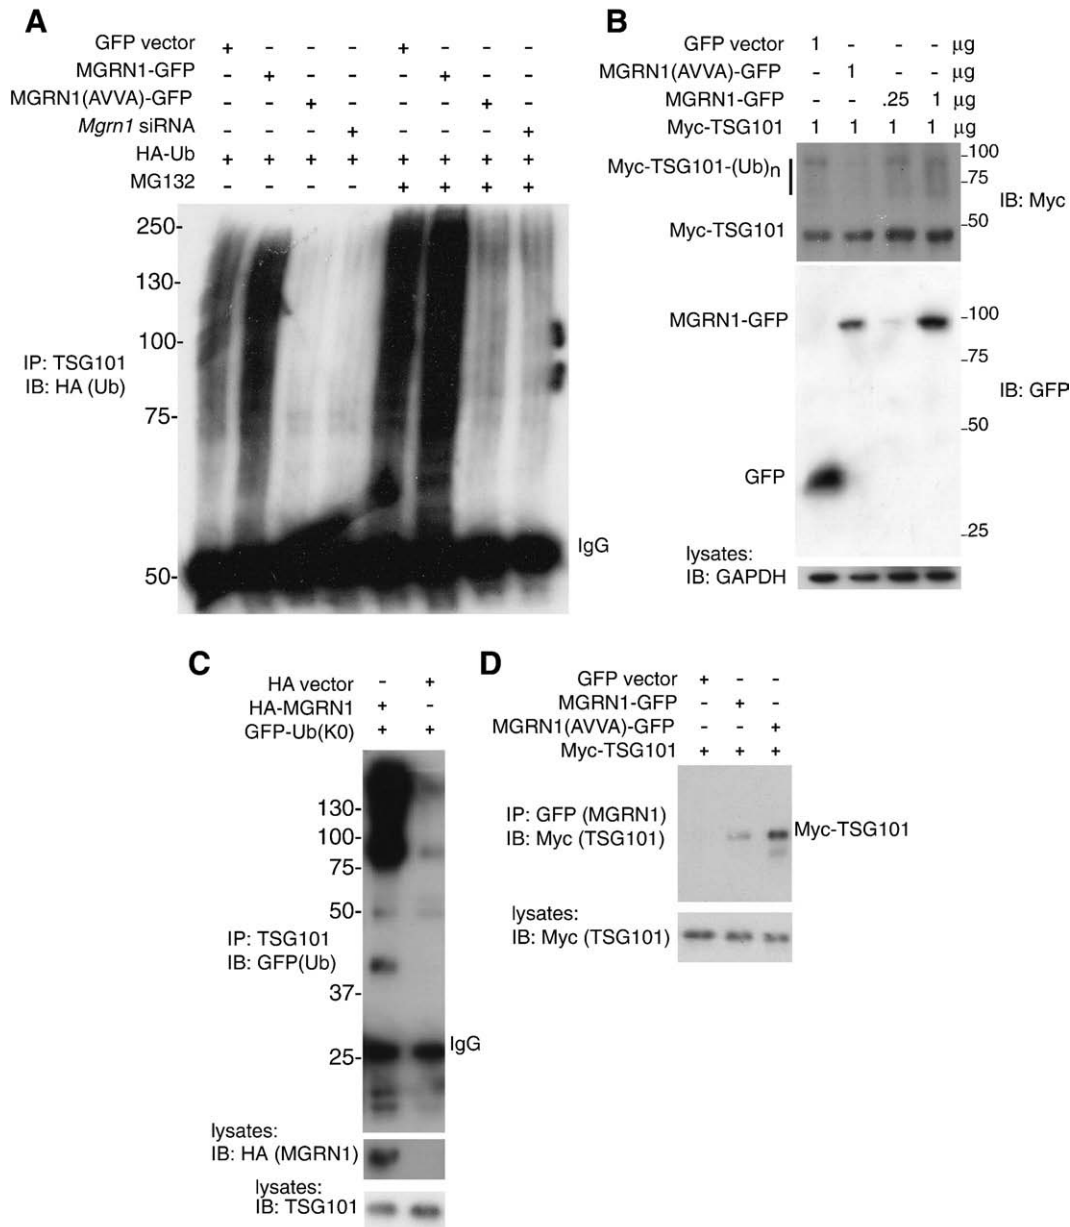 A
GFP vector + - - - + - - -
MGRN1-GFP - + - - - + - -
MGRN1(AVVA)-GFP - - + - - - + -
Mgrn1 siRNA - - - + - - - +
HA-Ub + + + + + + + +
MG132 - - - - + + + +
250-
130-
100-
IP: TSG101
IB: HA (Ub)
75-
IgG
50-
B
GFP vector 1 - - - µg
MGRN1(AVVA)-GFP - 1 - - µg
MGRN1-GFP - - .25 1 µg
Myc-TSG101 1 1 1 1 µg
Myc-TSG101-(Ub)n
-100
-75
IB: Myc
-50
Myc-TSG101
MGRN1-GFP
-100
-75
IB: GFP
-50
GFP
-25
lysates:
IB: GAPDH
C
HA vector - +
HA-MGRN1 + -
GFP-Ub(K0) + +
130-
100-
75-
50-
IP: TSG101
IB: GFP(Ub)
37-
IgG
25-
lysates:
IB: HA (MGRN1)
lysates:
IB: TSG101
D
GFP vector + - -
MGRN1-GFP - + -
MGRN1(AVVA)-GFP - - +
Myc-TSG101 + + +
IP: GFP (MGRN1)
IB: Myc (TSG101)
Myc-TSG101
lysates:
IB: Myc (TSG101)